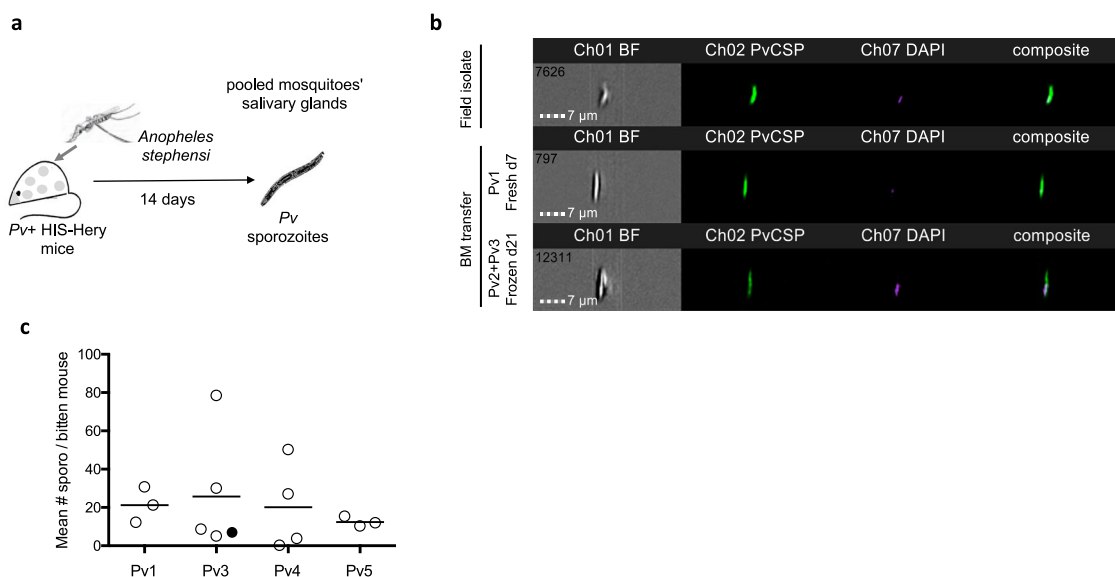 a
pooled mosquitoes'
salivary glands
Anopheles
stephensi
14 days
Pv+ HIS-Hery
mice
Pv
sporozoites
b
Field isolate
Ch01 BF Ch02 PvCSP Ch07 DAPI composite
7626
7 µm
BM transfer
Pv1
Fresh d7
Ch01 BF Ch02 PvCSP Ch07 DAPI composite
797
7 µm
Pv2+Pv3
Frozen d21
Ch01 BF Ch02 PvCSP Ch07 DAPI composite
12311
7 µm
c
Mean # sporo / bitten mouse
100
80
60
40
20
0
Pv1 Pv3 Pv4 Pv5